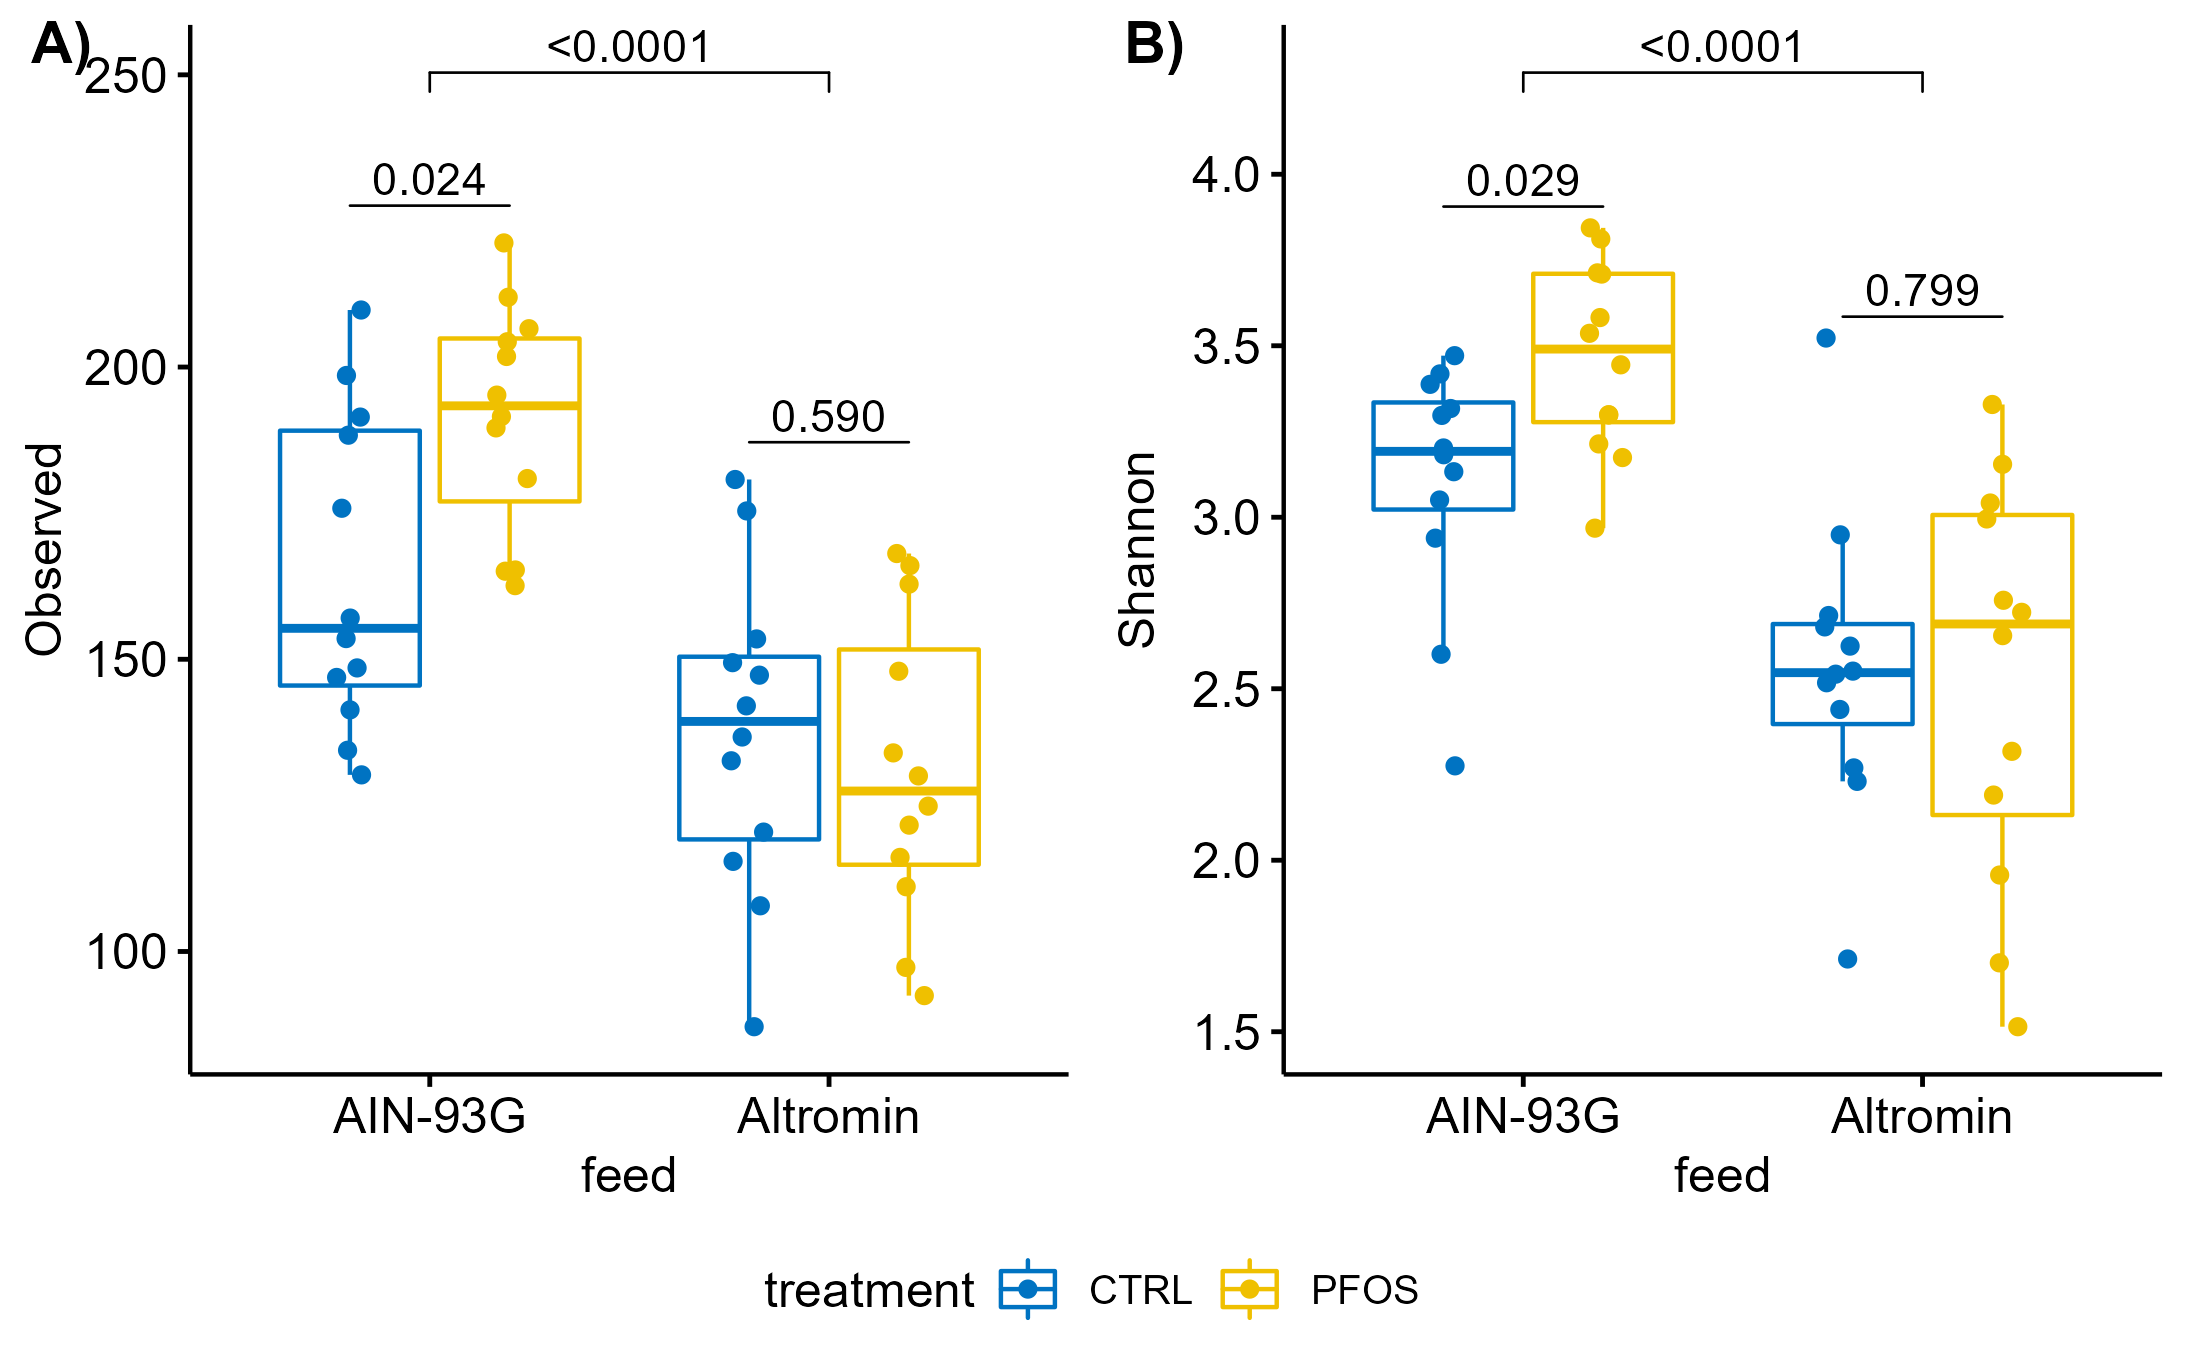 A)
<0.0001
250
0.024
200
0.590
150
100
Observed
AIN-93G Altromin
feed
B)
<0.0001
4.0
0.029
0.799
3.5
3.0
2.5
2.0
1.5
Shannon
AIN-93G Altromin
feed
treatment CTRL PFOS